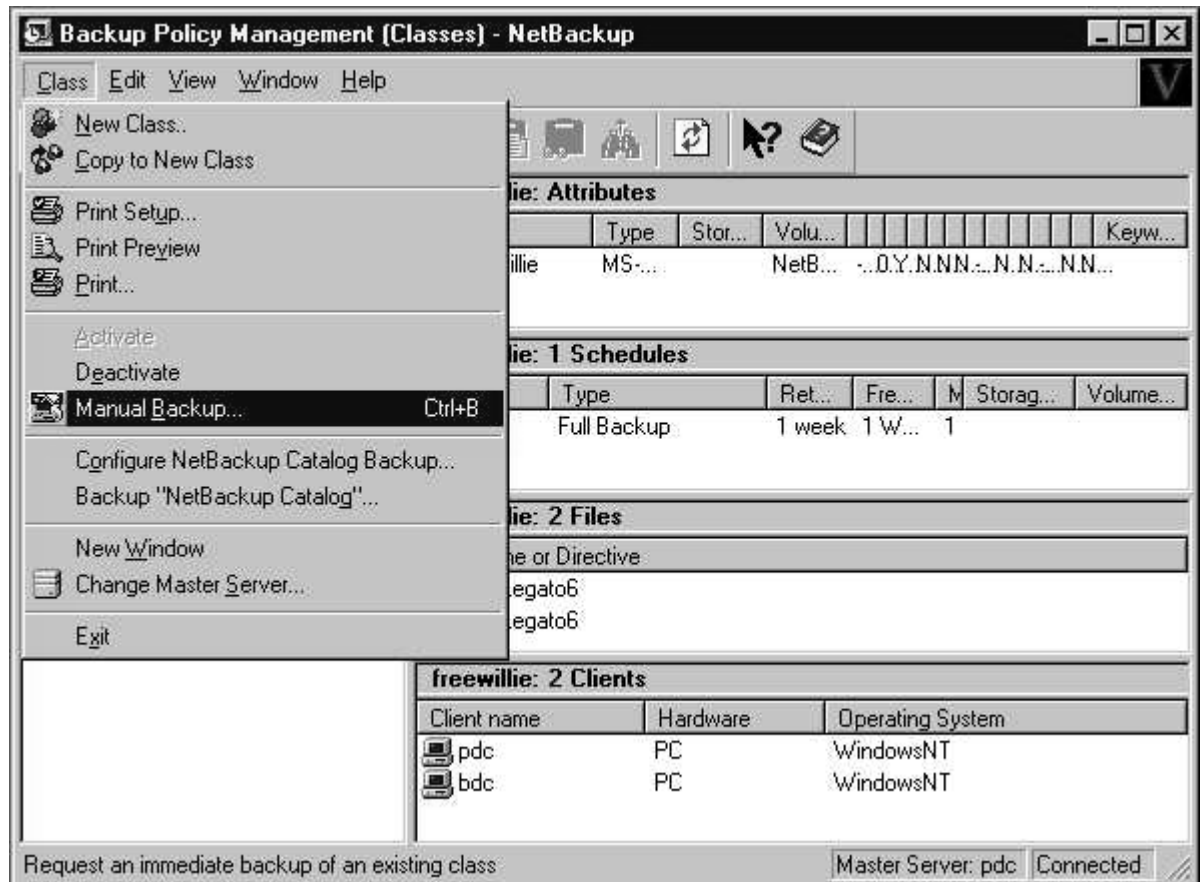 Backup Policy Management (Classes) - NetBackup
Class Edit View Window Help
V
New Class..
Copy to New Class
Print Setup...
Print Preview
Print...
Activate
Deactivate
Manual Backup... Ctrl+B
Configure NetBackup Catalog Backup...
Backup "NetBackup Catalog"...
New Window
Change Master Server...
Exit
lie: Attributes
Type Stor... Volu... Keyw...
illie MS-... NetB... -...0.Y.N.N.N.-...N.N.-...N.N...
lie: 1 Schedules
Type Ret... Fre... M Storag... Volume...
Full Backup 1 week 1 W... 1
lie: 2 Files
ne or Directive
.egato6
.egato6
freewillie: 2 Clients
Client name Hardware Operating System
pdc PC WindowsNT
bdc PC WindowsNT
Request an immediate backup of an existing class Master Server: pdc Connected